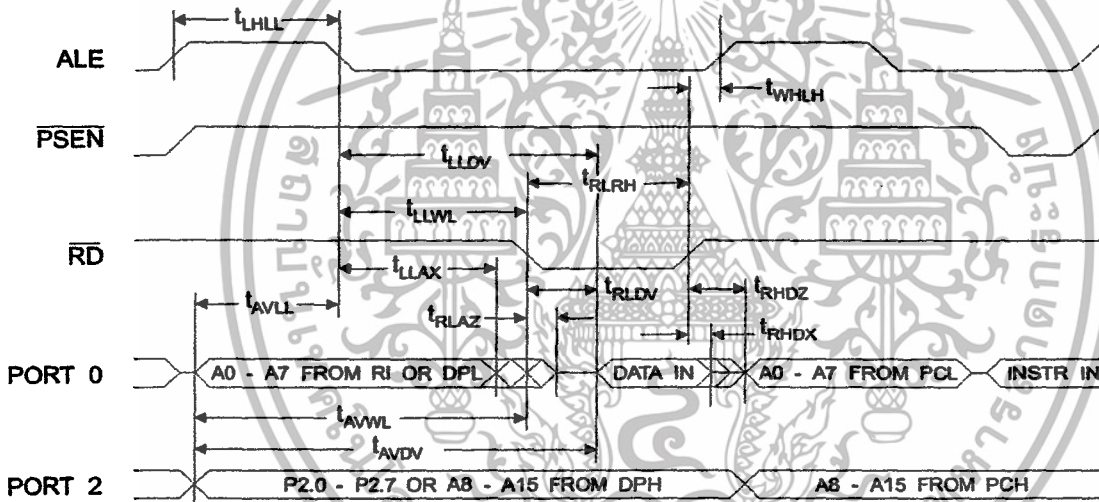 tLHLL
ALE
tWHLH
PSEN
tLLDV
tRLRH
tLLWL
RD
tLLAX
tAVLL
tRLDV
tRHDZ
tRLAZ
tRHDX
PORT 0
A0 - A7 FROM RI OR DPL
DATA IN
A0 - A7 FROM PCL
INSTR IN
tAVWL
tAVDV
PORT 2
P2.0 - P2.7 OR A8 - A15 FROM DPH
A8 - A15 FROM PCH